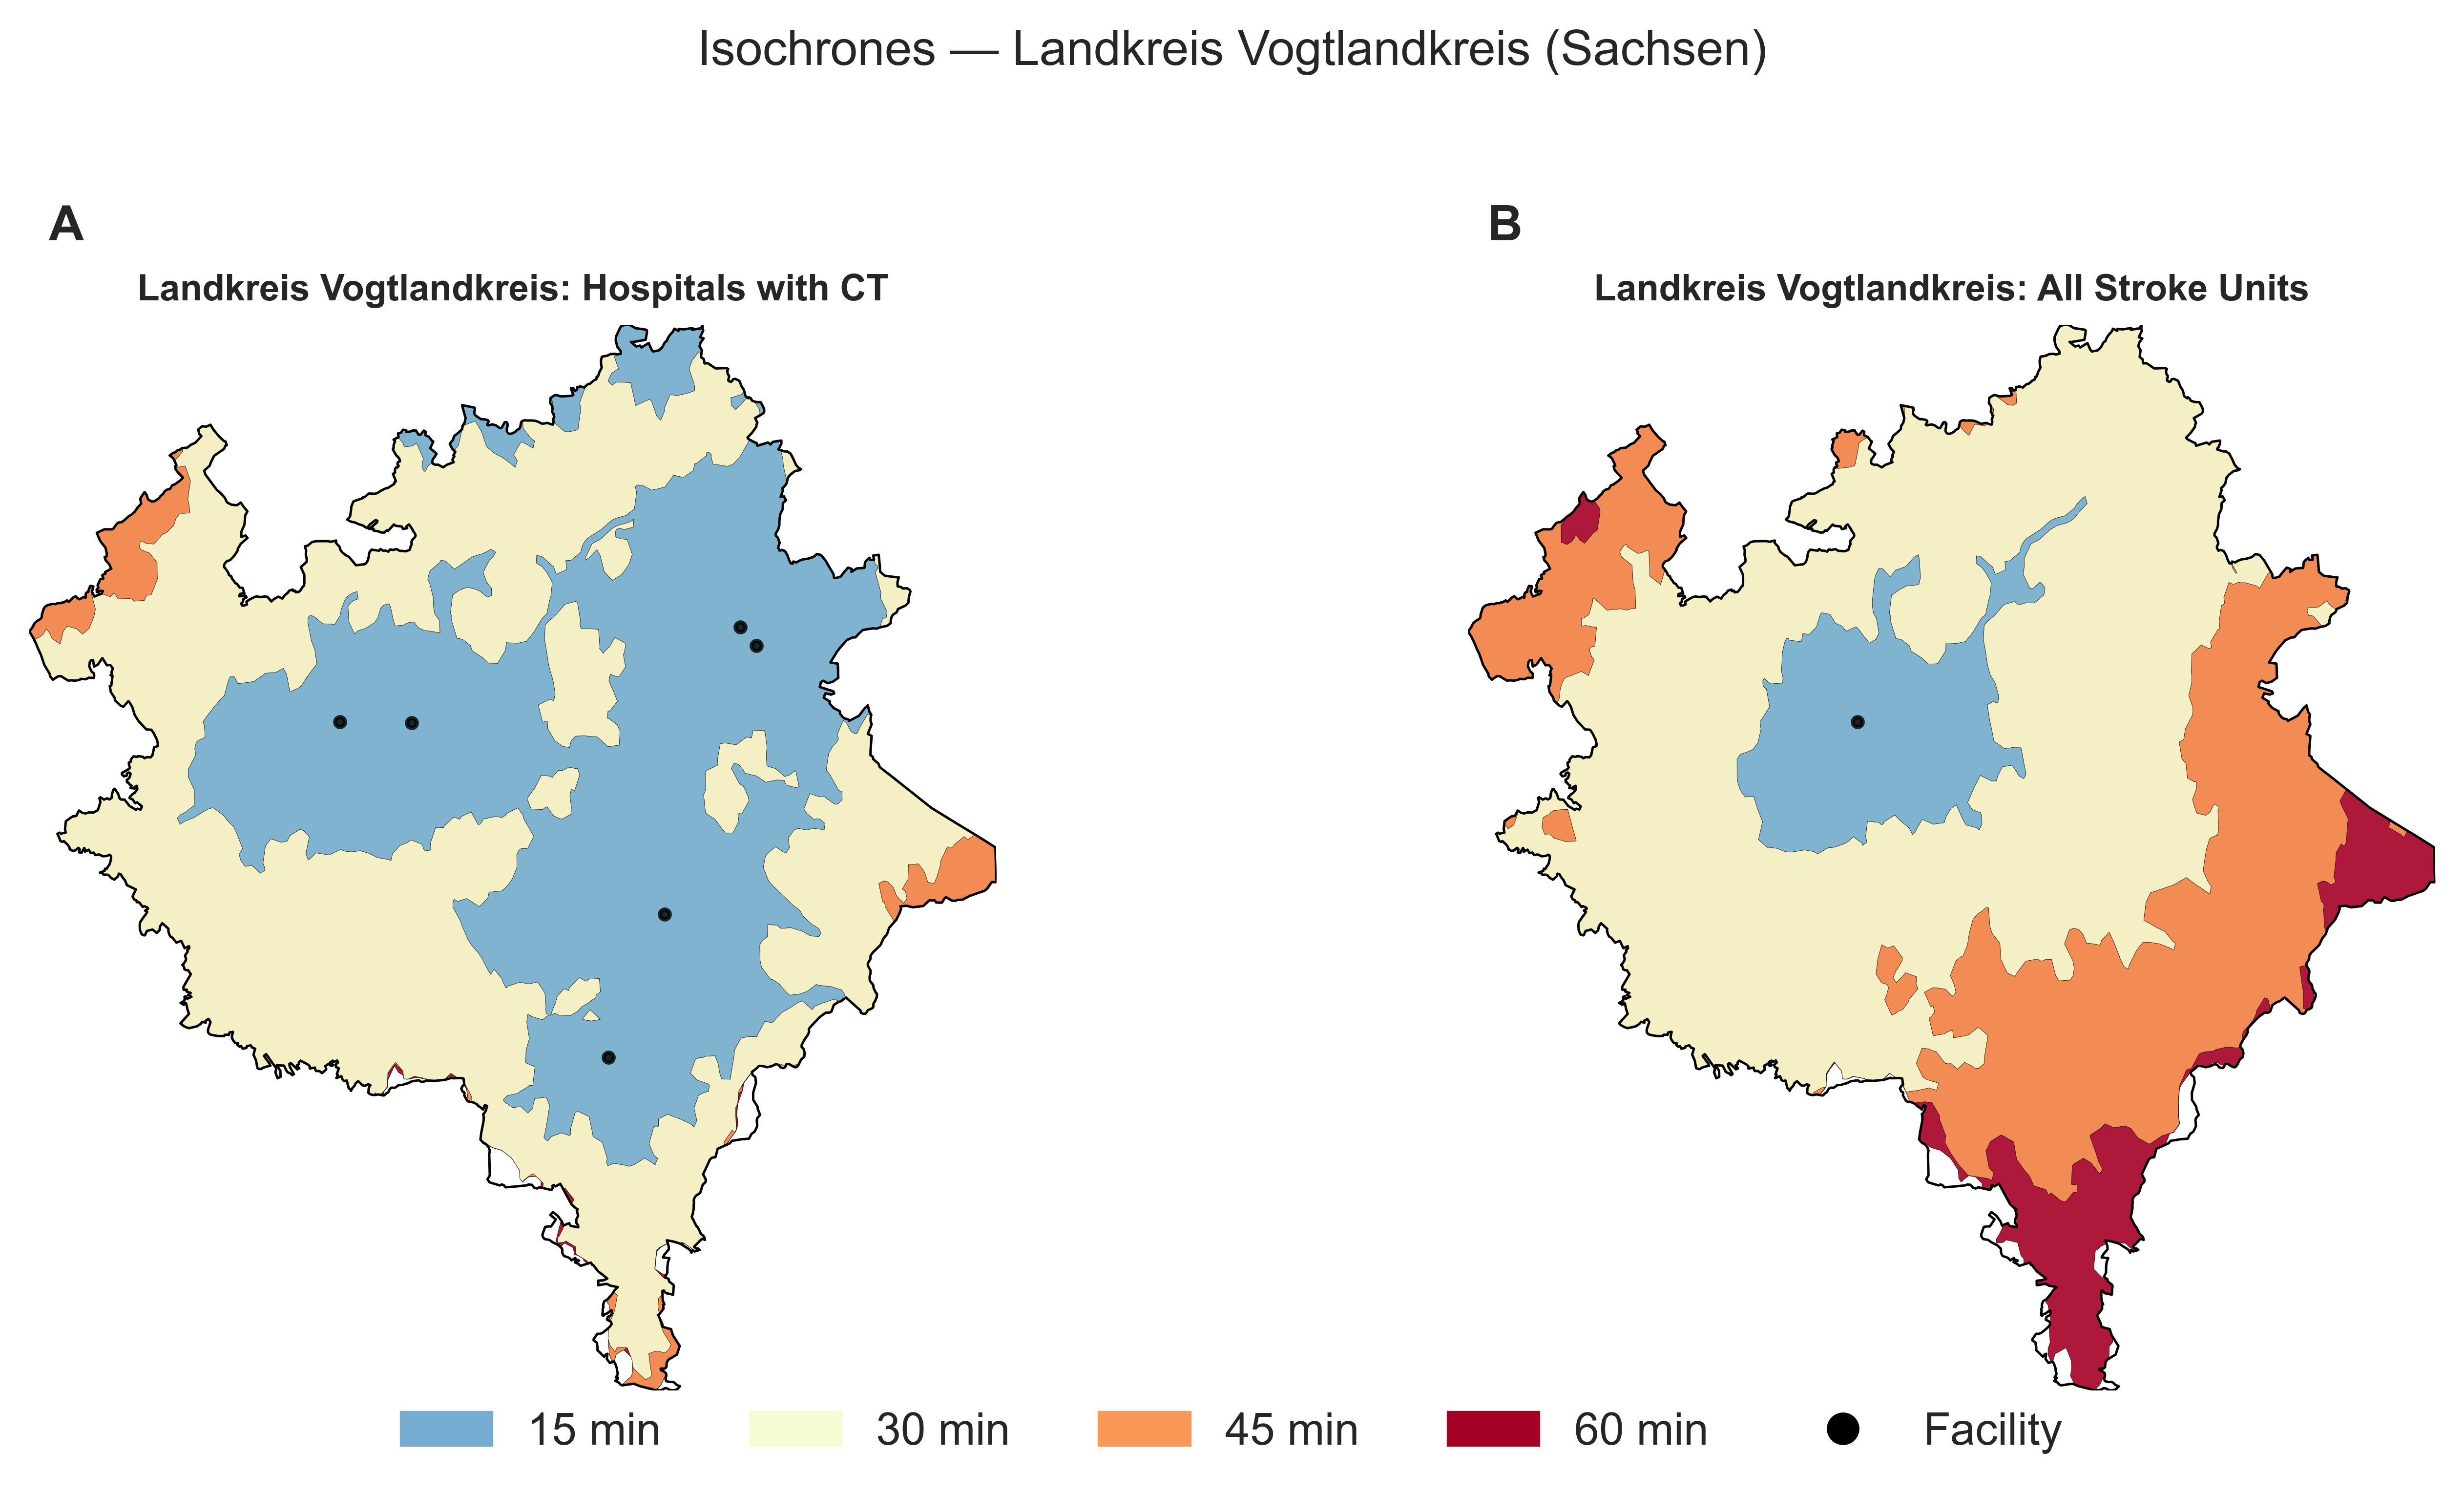 Isochrones — Landkreis Vogtlandkreis (Sachsen)
A
B
Landkreis Vogtlandkreis: Hospitals with CT
Landkreis Vogtlandkreis: All Stroke Units
15 min
30 min
45 min
60 min
Facility